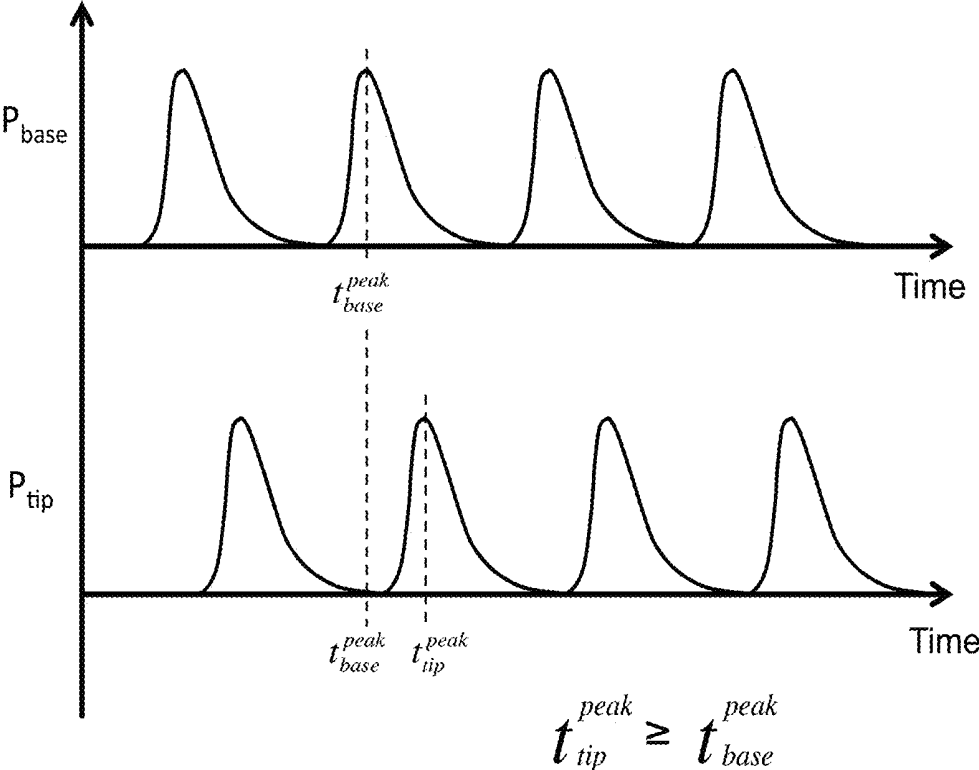 P_base
Time
t_base^peak
P_tip
Time
t_base^peak t_tip^peak
t_tip^peak ≥ t_base^peak